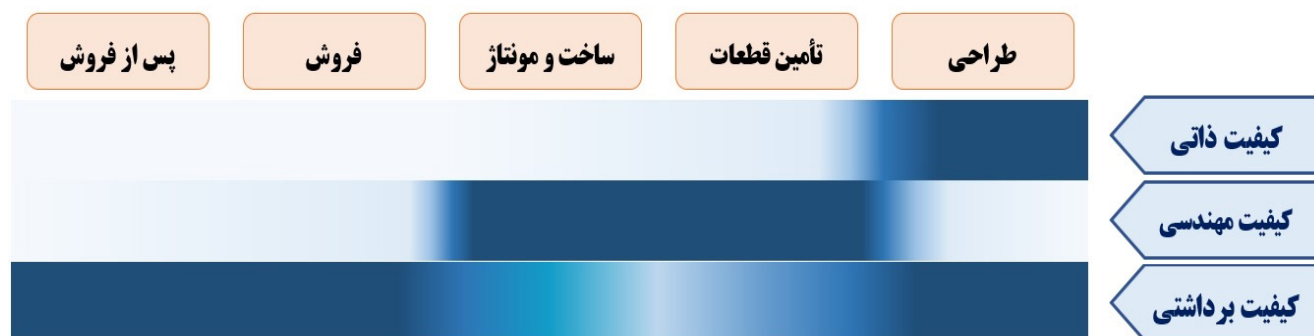 طراحی
تأمین قطعات
ساخت و مونتاژ
فروش
پس از فروش
کیفیت ذاتی
کیفیت مهندسی
کیفیت برداشتی